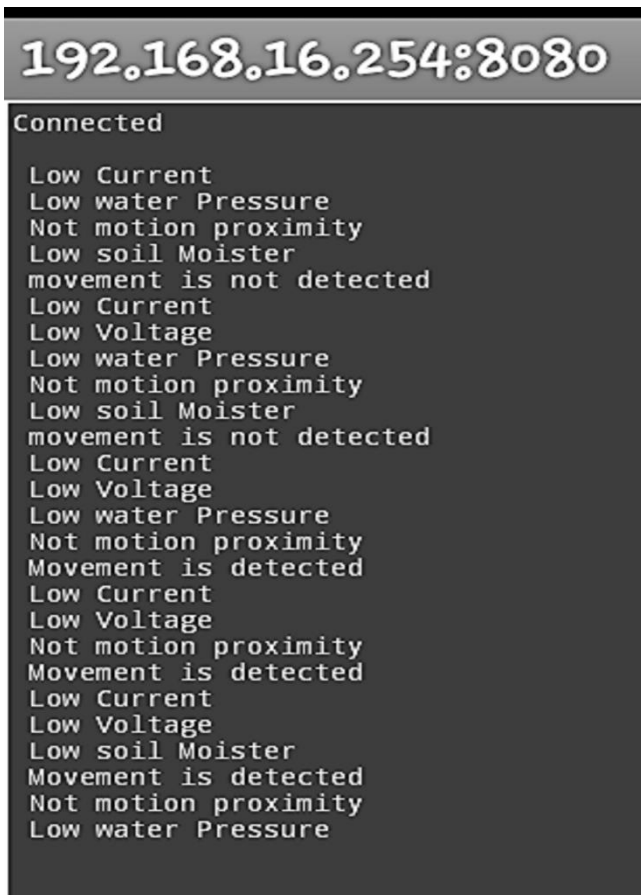 192.168.16.254:8080
Connected
Low Current
Low water Pressure
Not motion proximity
Low soil Moister
movement is not detected
Low Current
Low Voltage
Low water Pressure
Not motion proximity
Low soil Moister
movement is not detected
Low Current
Low Voltage
Low water Pressure
Not motion proximity
Movement is detected
Low Current
Low Voltage
Not motion proximity
Movement is detected
Low Current
Low Voltage
Low soil Moister
Movement is detected
Not motion proximity
Low water Pressure